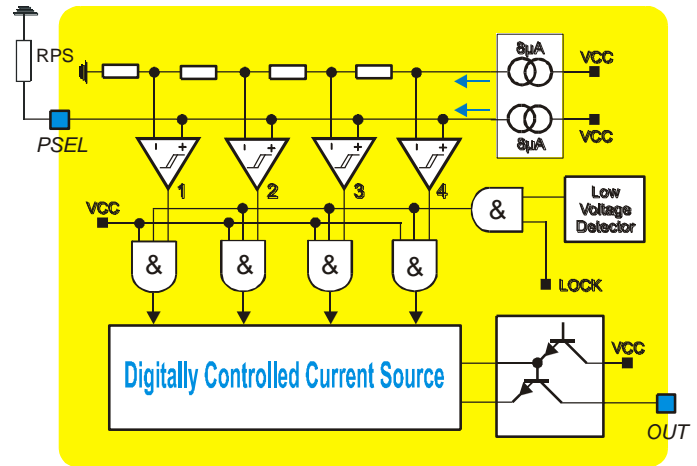 8µA
RPS
VCC
PSEL
VCC
8µA
1
2
3
4
VCC
&
Low
Voltage
Detector
&
&
&
&
LOCK
Digitally Controlled Current Source
VCC
OUT
- +
- +
- +
- +